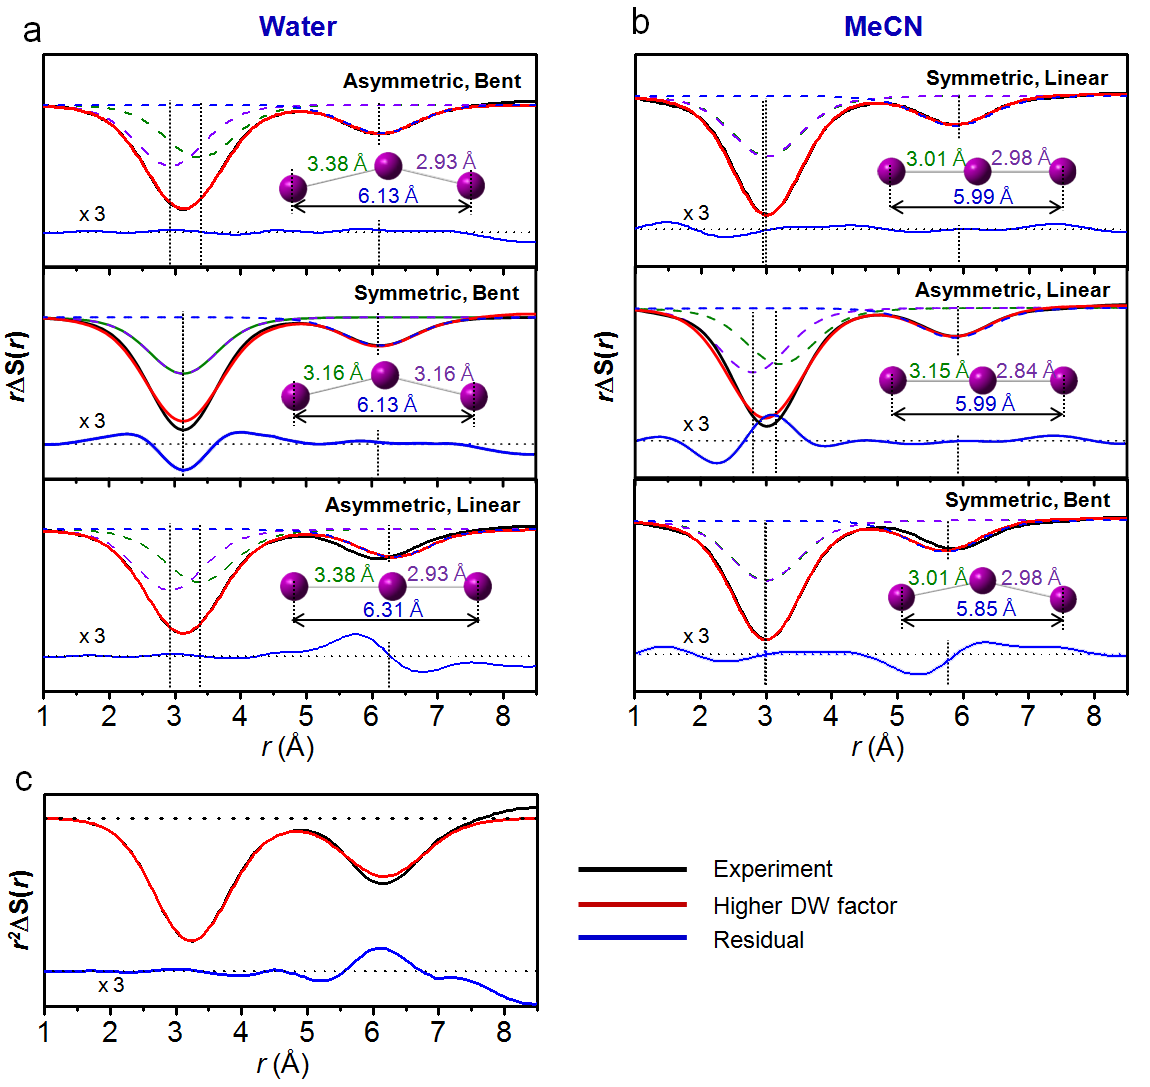 a
Water
Asymmetric, Bent
3.38 Å
2.93 Å
6.13 Å
x 3
Symmetric, Bent
3.16 Å
3.16 Å
6.13 Å
x 3
Asymmetric, Linear
3.38 Å
2.93 Å
6.31 Å
x 3
rΔS(r)
1 2 3 4 5 6 7 8
r (Å)
b
MeCN
Symmetric, Linear
3.01 Å
2.98 Å
5.99 Å
x 3
Asymmetric, Linear
3.15 Å
2.84 Å
5.99 Å
x 3
Symmetric, Bent
3.01 Å
2.98 Å
5.85 Å
x 3
rΔS(r)
1 2 3 4 5 6 7 8
r (Å)
c
r²ΔS(r)
x 3
1 2 3 4 5 6 7 8
r (Å)
Experiment
Higher DW factor
Residual